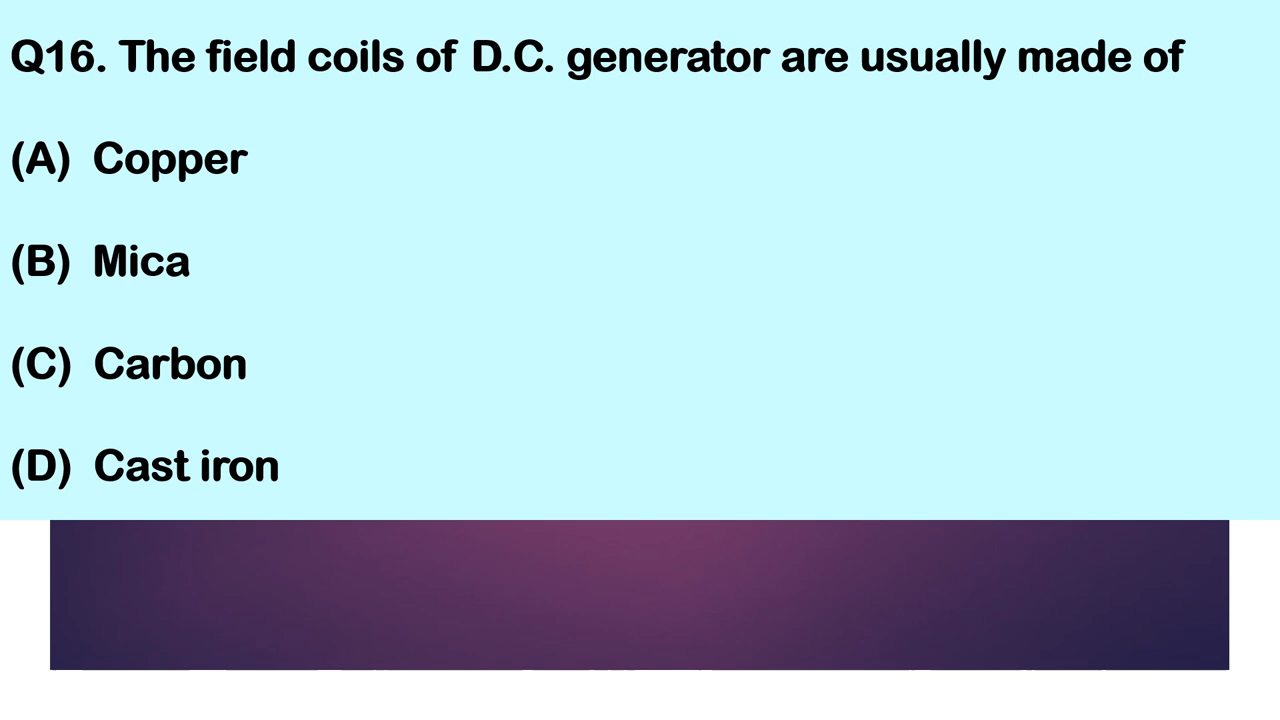 Q16. The field coils of D.C. generator are usually made of
(A) Copper
(B) Mica
(C) Carbon
(D) Cast iron